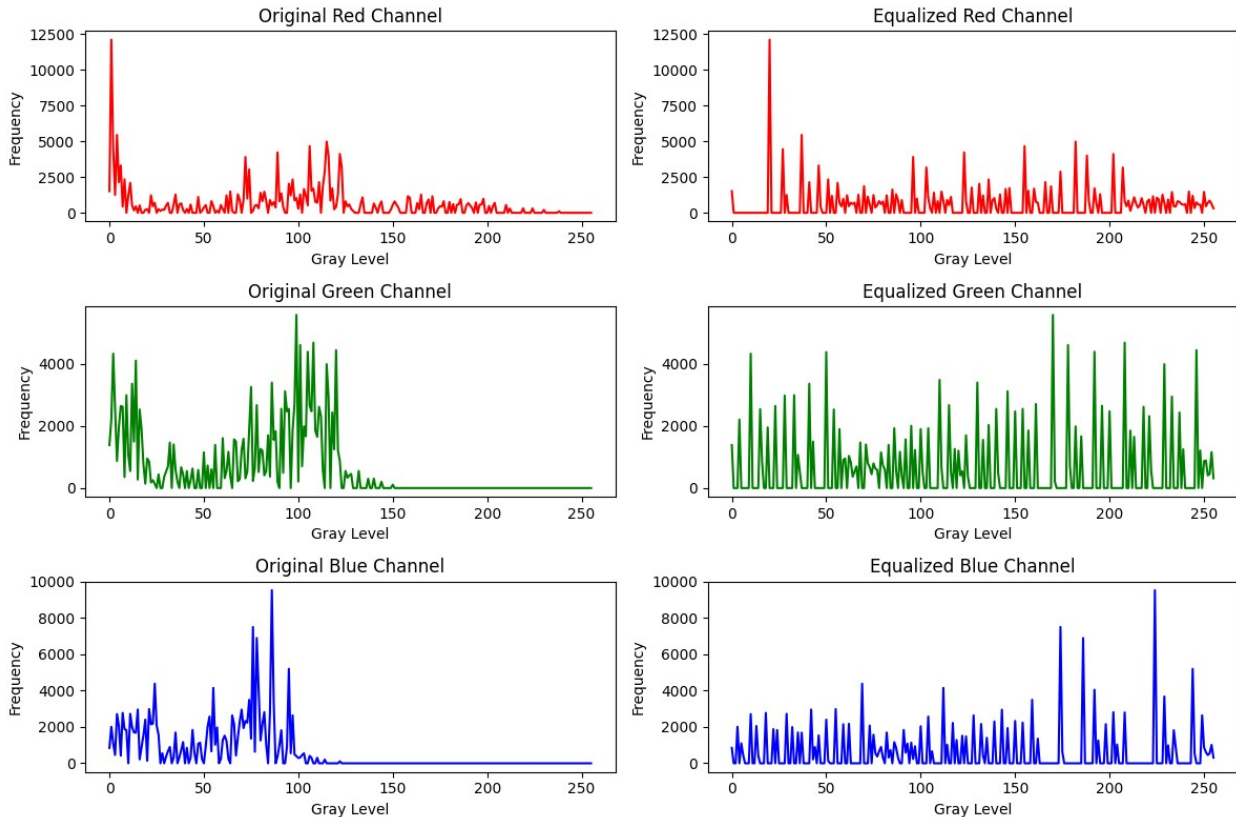 Original Red Channel
12500
10000
7500
5000
2500
0
Frequency
0 50 100 150 200 250
Gray Level
Equalized Red Channel
12500
10000
7500
5000
2500
0
Frequency
0 50 100 150 200 250
Gray Level
Original Green Channel
4000
2000
0
Frequency
0 50 100 150 200 250
Gray Level
Equalized Green Channel
4000
2000
0
Frequency
0 50 100 150 200 250
Gray Level
Original Blue Channel
10000
8000
6000
4000
2000
0
Frequency
0 50 100 150 200 250
Gray Level
Equalized Blue Channel
10000
8000
6000
4000
2000
0
Frequency
0 50 100 150 200 250
Gray Level